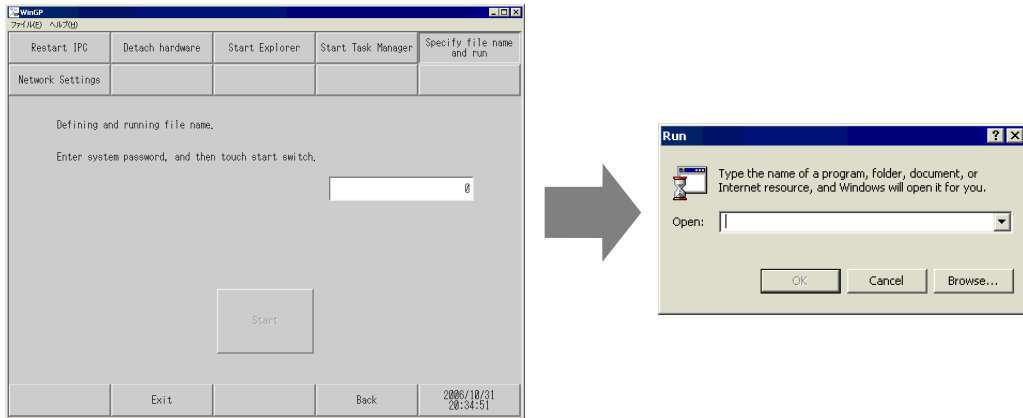 WinGP
ファイル(F) ヘルプ(H)
Restart IPC Detach hardware Start Explorer Start Task Manager Specify file name
and run
Network Settings
Defining and running file name.
Enter system password, and then touch start switch.
0
Start
Exit Back 2006/10/31
20:34:51
Run
Type the name of a program, folder, document, or
Internet resource, and Windows will open it for you.
Open:
OK Cancel Browse...